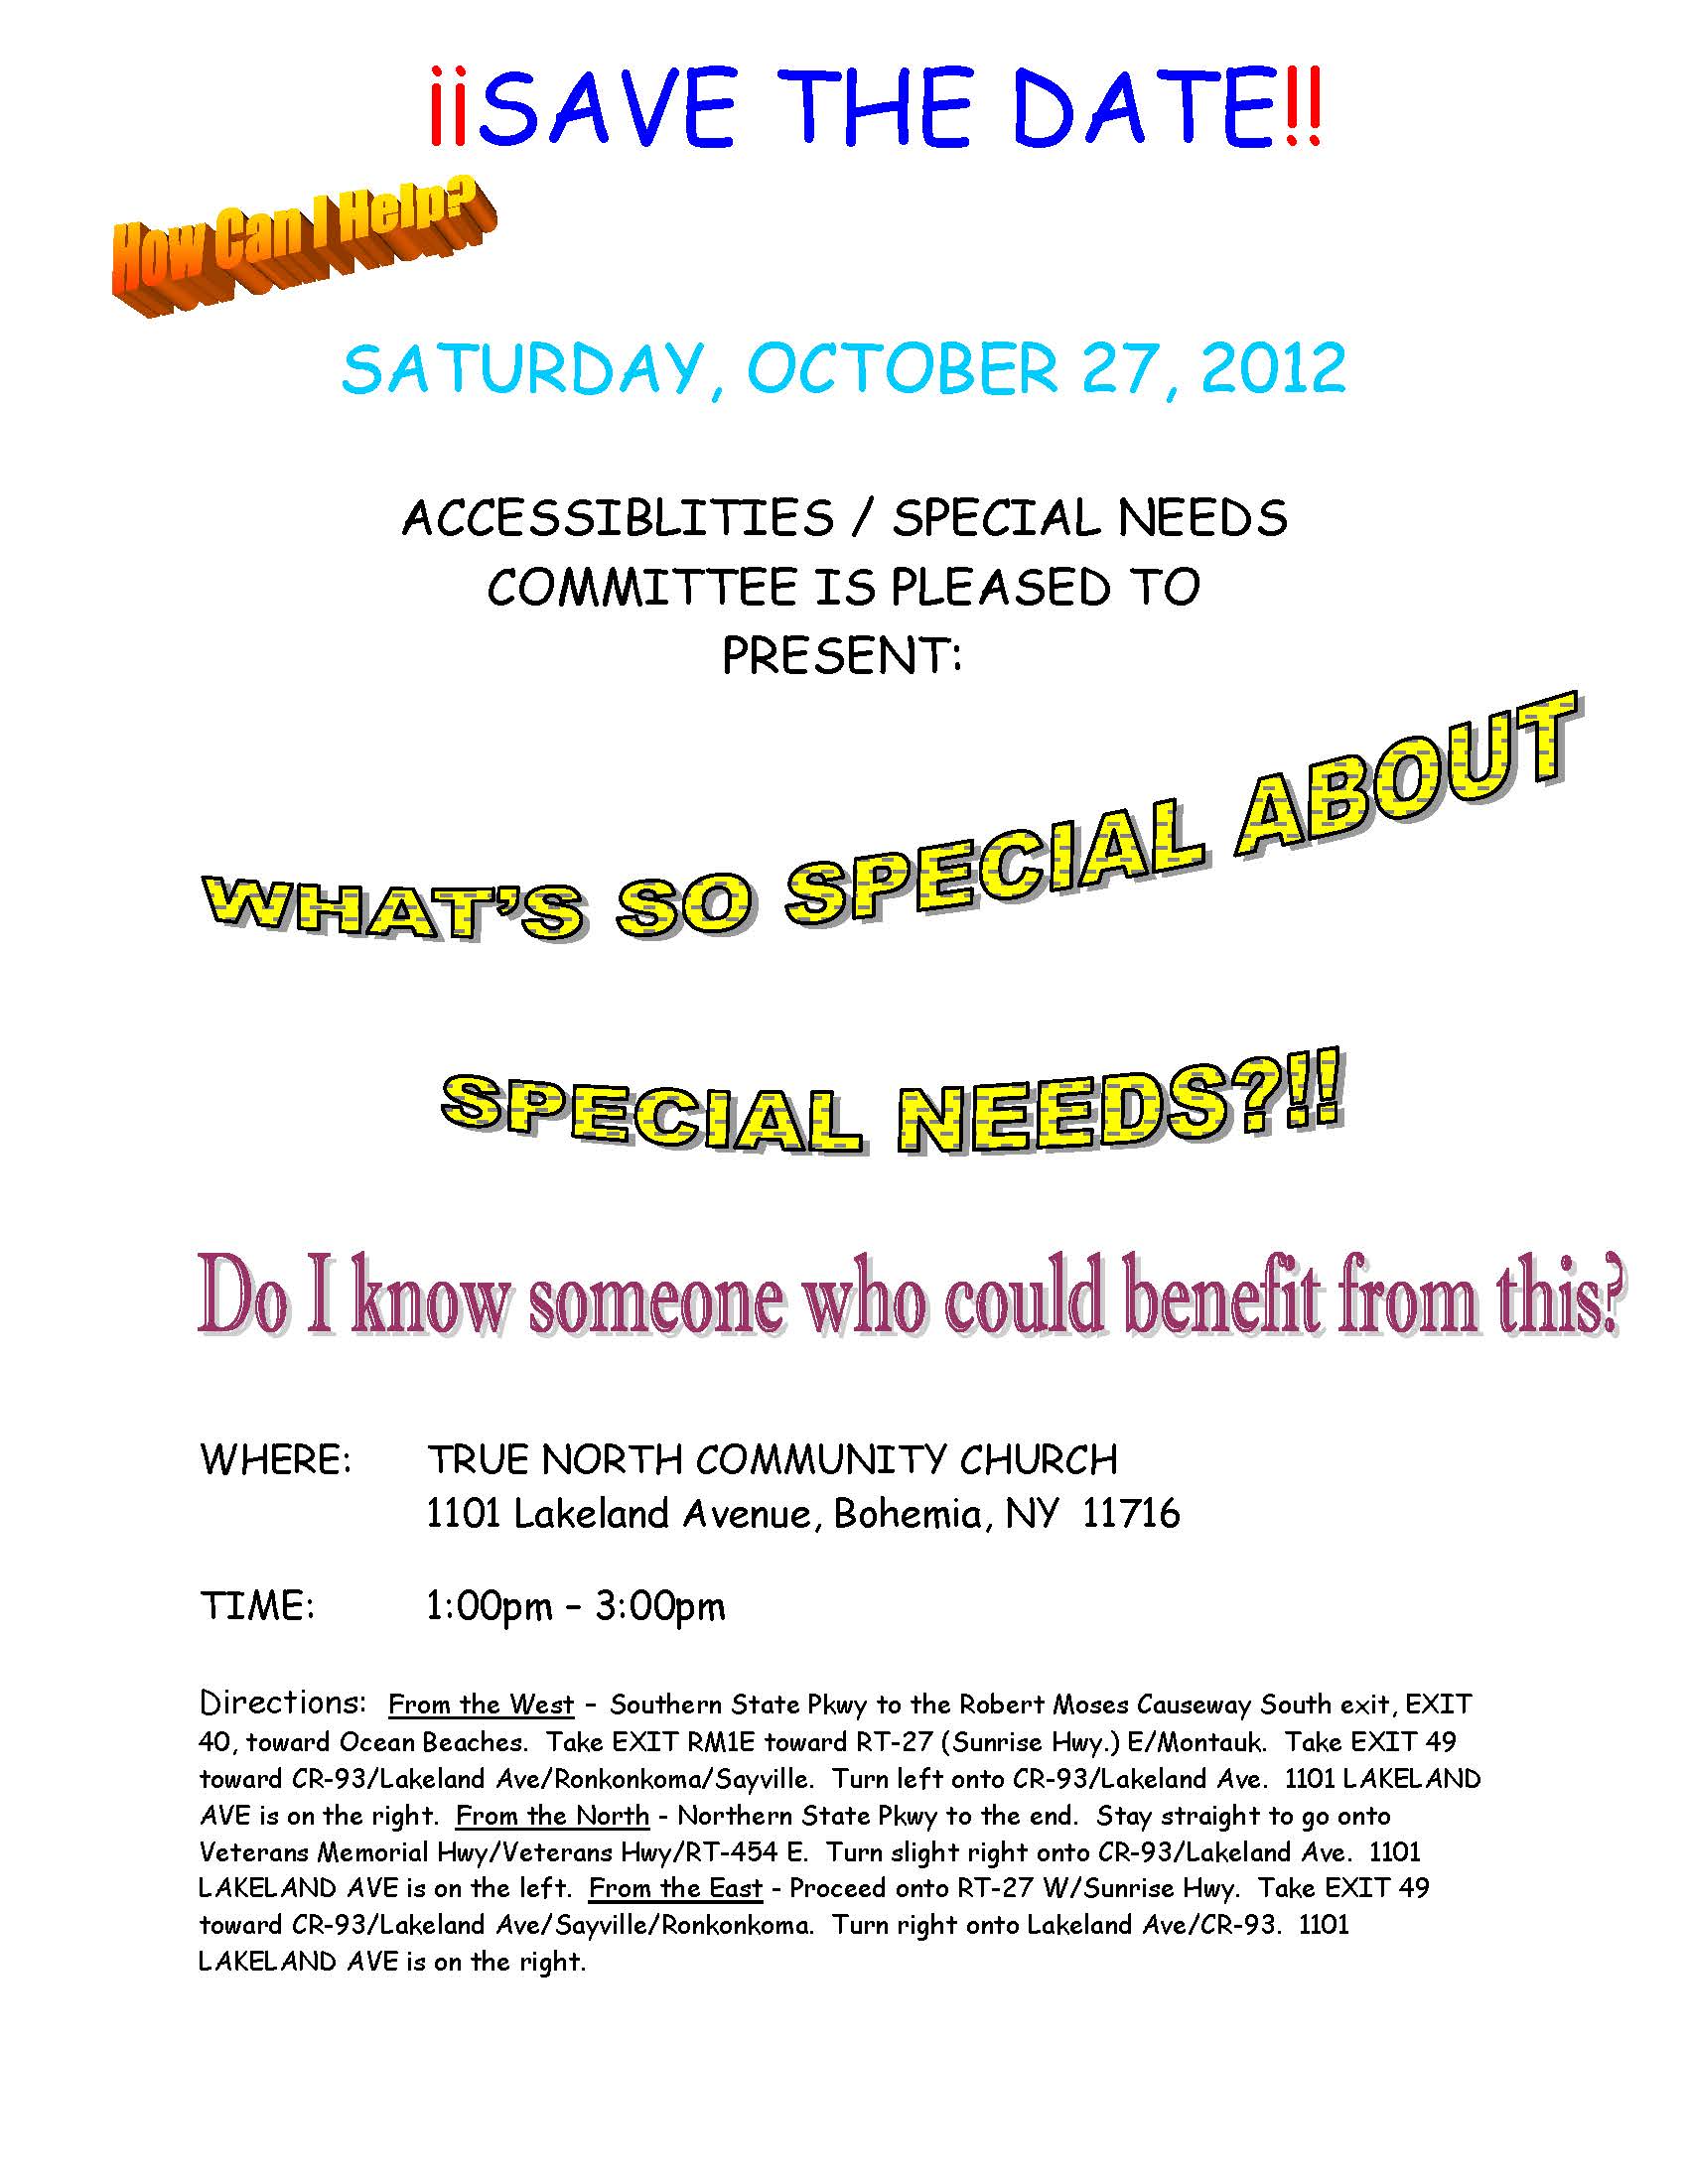 ¡¡SAVE THE DATE!!
How Can I Help?
SATURDAY, OCTOBER 27, 2012
ACCESSIBLITIES / SPECIAL NEEDS
COMMITTEE IS PLEASED TO
PRESENT:
WHAT'S SO SPECIAL ABOUT
SPECIAL NEEDS?!!
Do I know someone who could benefit from this?
WHERE: TRUE NORTH COMMUNITY CHURCH
1101 Lakeland Avenue, Bohemia, NY 11716
TIME: 1:00pm – 3:00pm
Directions: From the West – Southern State Pkwy to the Robert Moses Causeway South exit, EXIT
40, toward Ocean Beaches. Take EXIT RM1E toward RT-27 (Sunrise Hwy.) E/Montauk. Take EXIT 49
toward CR-93/Lakeland Ave/Ronkonkoma/Sayville. Turn left onto CR-93/Lakeland Ave. 1101 LAKELAND
AVE is on the right. From the North - Northern State Pkwy to the end. Stay straight to go onto
Veterans Memorial Hwy/Veterans Hwy/RT-454 E. Turn slight right onto CR-93/Lakeland Ave. 1101
LAKELAND AVE is on the left. From the East - Proceed onto RT-27 W/Sunrise Hwy. Take EXIT 49
toward CR-93/Lakeland Ave/Sayville/Ronkonkoma. Turn right onto Lakeland Ave/CR-93. 1101
LAKELAND AVE is on the right.